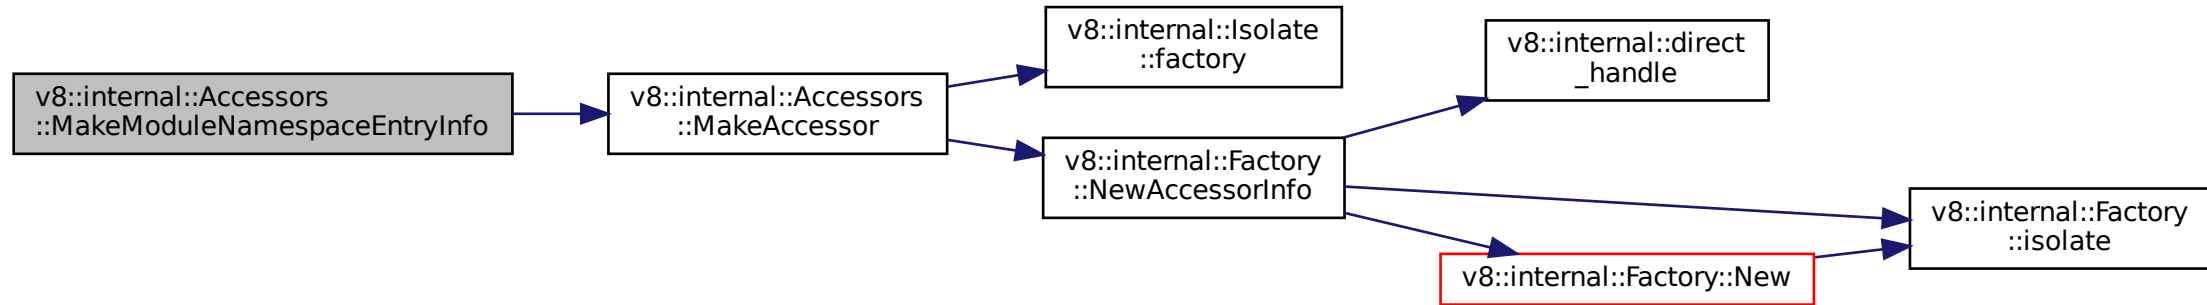 v8::internal::Accessors
::MakeModuleNamespaceEntryInfo
v8::internal::Accessors
::MakeAccessor
v8::internal::Isolate
::factory
v8::internal::Factory
::NewAccessorInfo
v8::internal::direct
_handle
v8::internal::Factory::New
v8::internal::Factory
::isolate